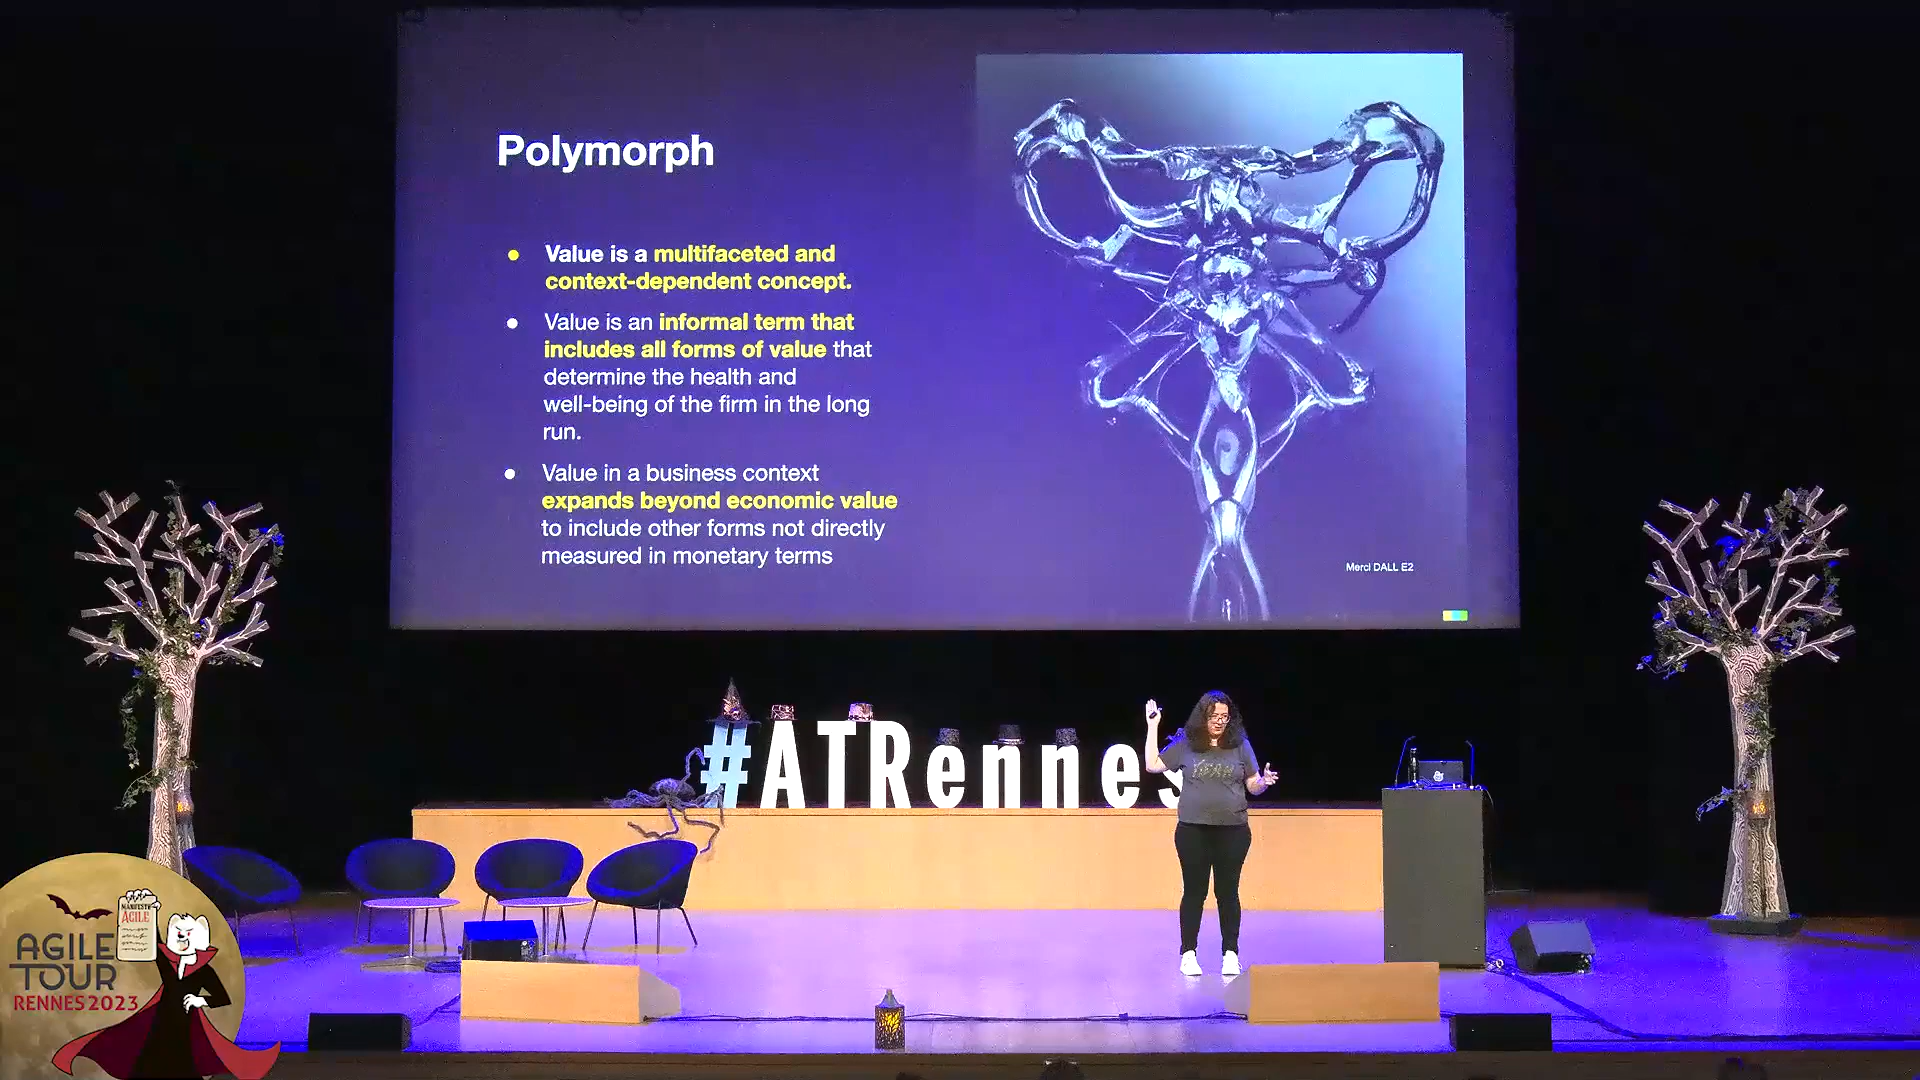 Polymorph
● Value is a multifaceted and
context-dependent concept.
● Value is an informal term that
includes all forms of value that
determine the health and
well-being of the firm in the long
run.
● Value in a business context
expands beyond economic value
to include other forms not directly
measured in monetary terms
Merci DALL E2
#ATRennes
MANIFESTE
AGILE
AGILE
TOUR
RENNES 2023